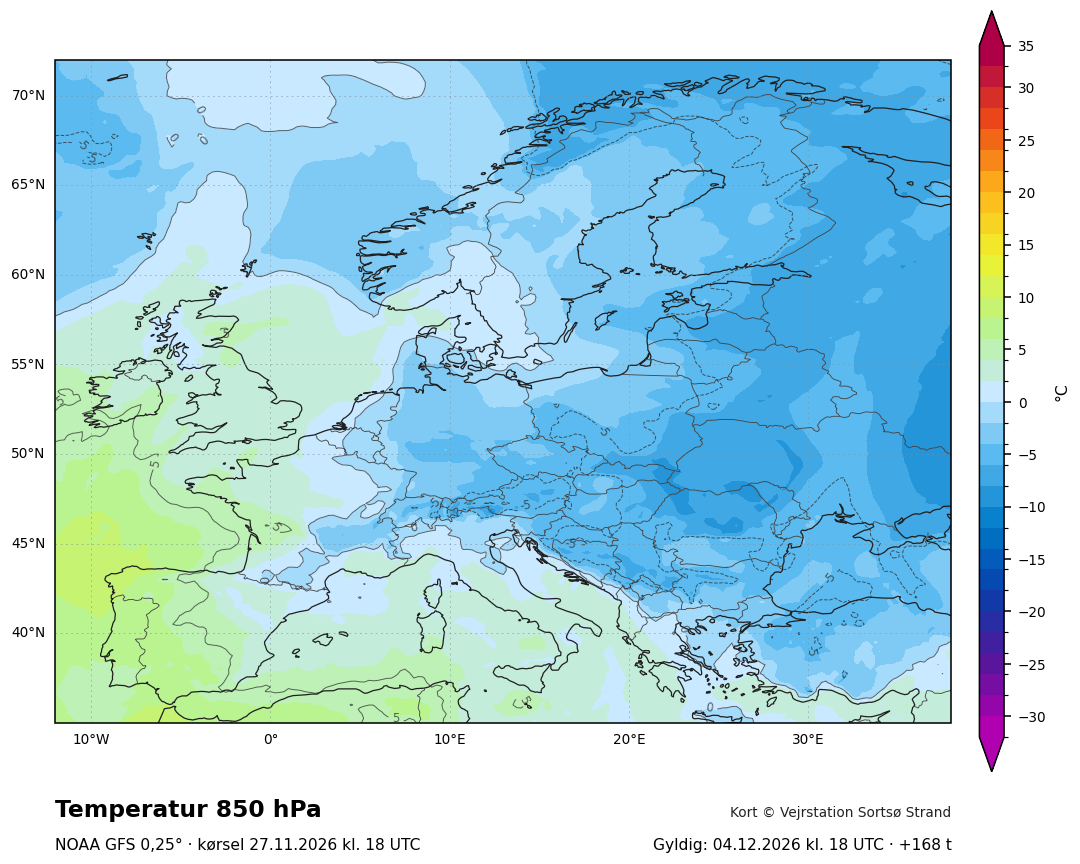 70°N
65°N
60°N
55°N
50°N
45°N
40°N
10°W
0°
10°E
20°E
30°E
35
30
25
20
15
10
5
0
−5
−10
−15
−20
−25
−30
°C
Temperatur 850 hPa
Kort © Vejrstation Sortsø Strand
NOAA GFS 0,25° · kørsel 27.11.2026 kl. 18 UTC
Gyldig: 04.12.2026 kl. 18 UTC · +168 t